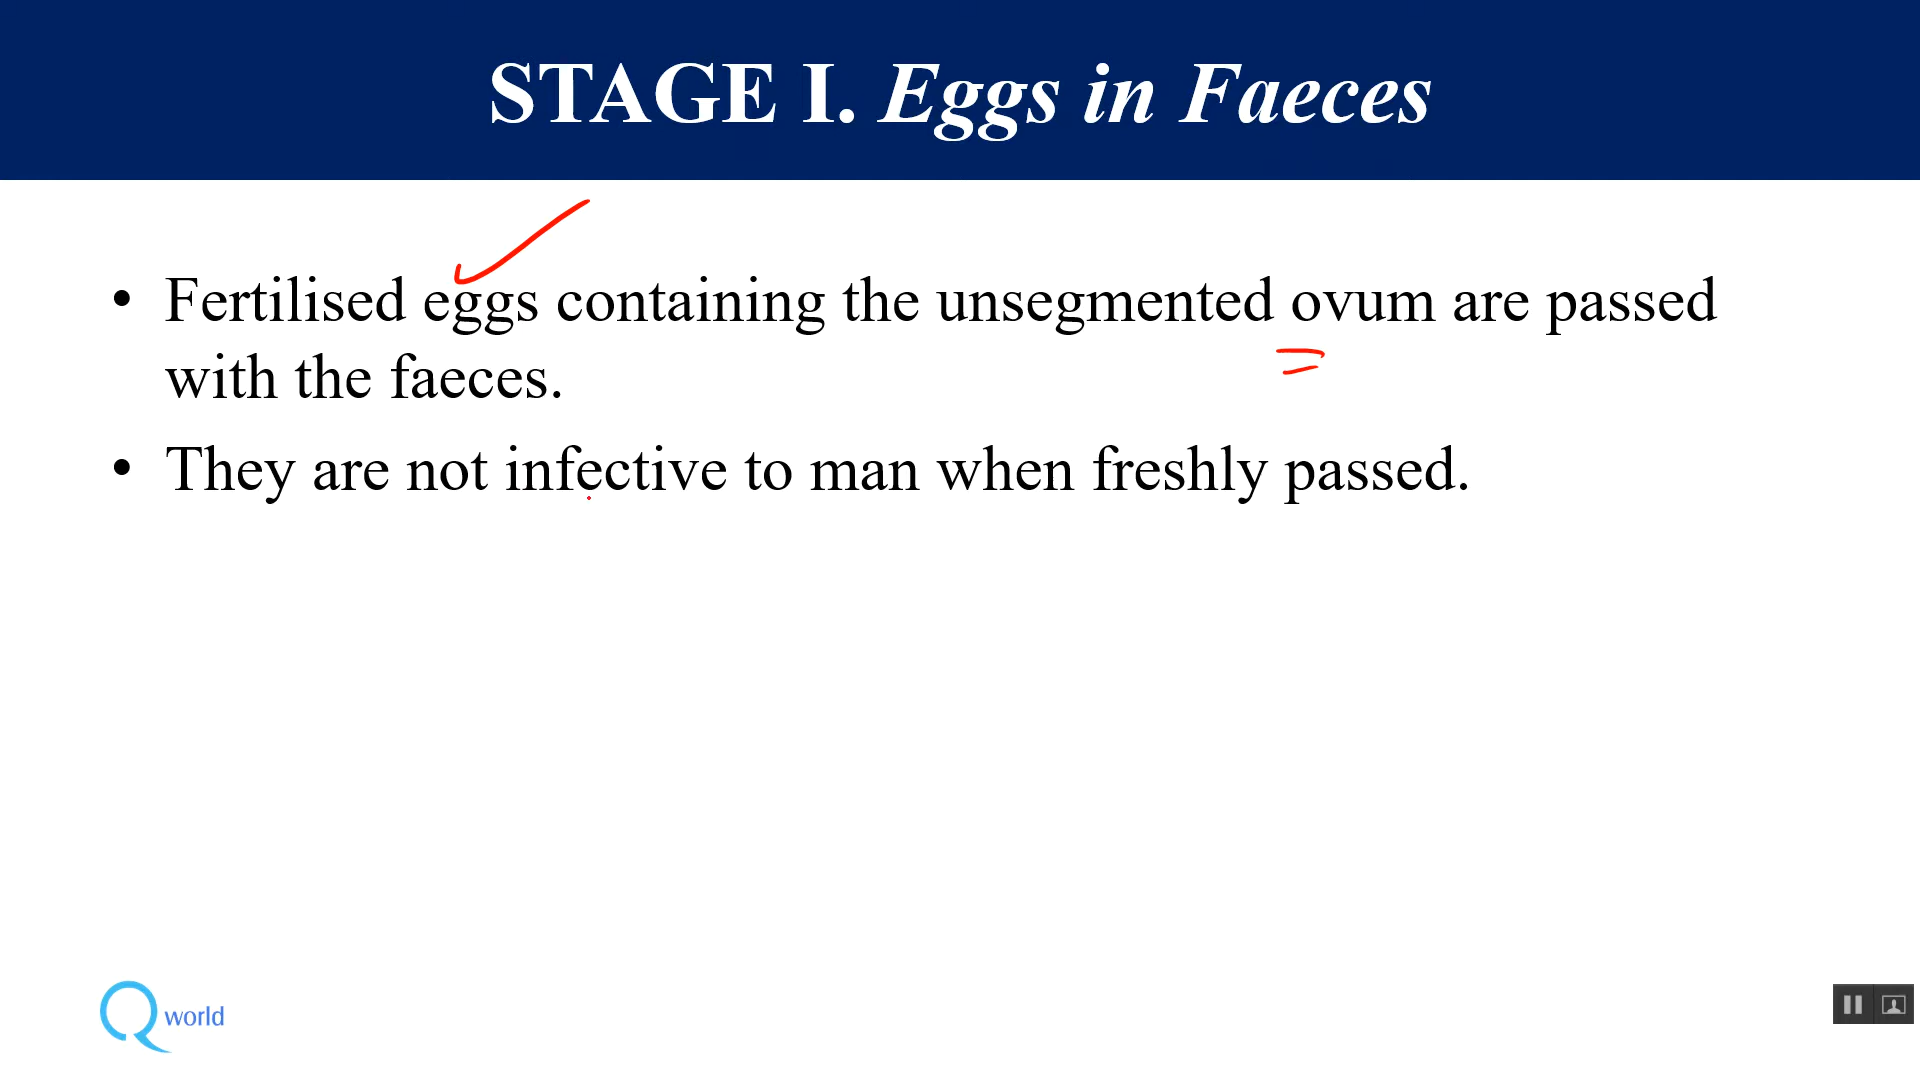 STAGE I. Eggs in Faeces
• Fertilised eggs containing the unsegmented ovum are passed
with the faeces.
• They are not infective to man when freshly passed.
Q world